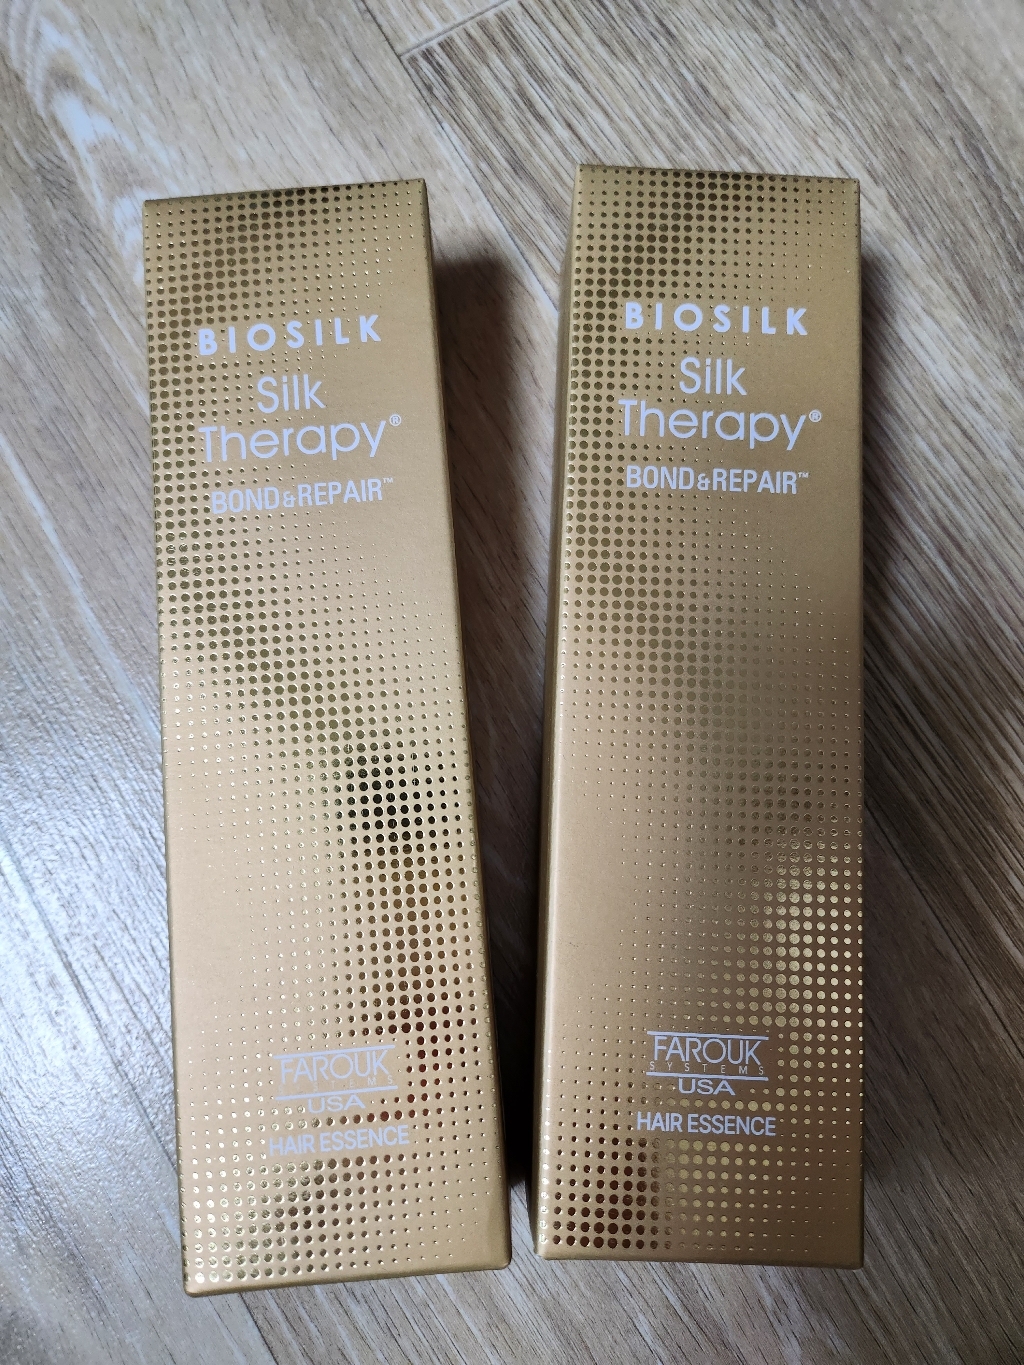 BIOSILK
Silk
Therapy®
BOND&REPAIR™
FAROUK
SYSTEMS
USA
HAIR ESSENCE
BIOSILK
Silk
Therapy®
BOND&REPAIR™
FAROUK
SYSTEMS
USA
HAIR ESSENCE